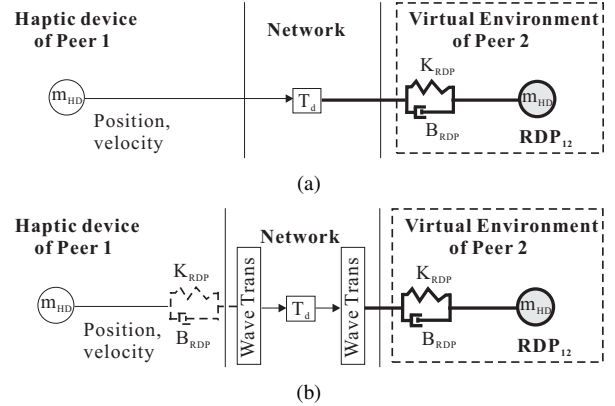 Haptic device of Peer 1
Network
Virtual Environment of Peer 2
K_RDP
m_HD
T_d
m_HD
Position, velocity
B_RDP
RDP_12
(a)
Haptic device of Peer 1
Network
Virtual Environment of Peer 2
K_RDP
Wave Trans
Wave Trans
K_RDP
m_HD
T_d
m_HD
Position, velocity
B_RDP
B_RDP
RDP_12
(b)